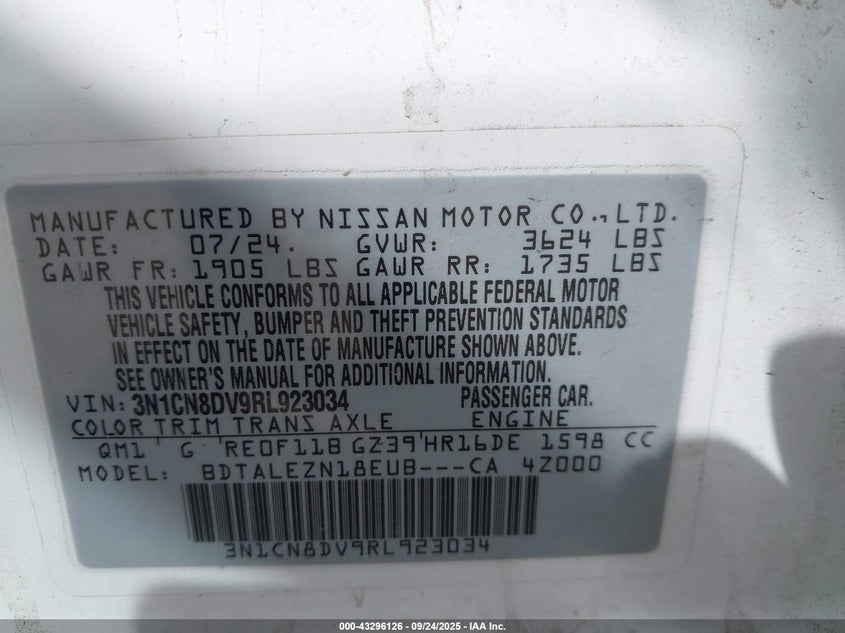 MANUFACTURED BY NISSAN MOTOR CO.,LTD.
DATE: 07/24. GVWR: 3624 LBS
GAWR FR: 1905 LBS GAWR RR: 1735 LBS
THIS VEHICLE CONFORMS TO ALL APPLICABLE FEDERAL MOTOR
VEHICLE SAFETY, BUMPER AND THEFT PREVENTION STANDARDS
IN EFFECT ON THE DATE OF MANUFACTURE SHOWN ABOVE.
SEE OWNER'S MANUAL FOR ADDITIONAL INFORMATION.
VIN: 3N1CN8DV9RL923034 PASSENGER CAR.
COLOR TRIM TRANS AXLE ENGINE
QM1 G RE0F11B GZ39 HR16DE 1598 CC
MODEL: BDTALEZN18EUB---CA 4Z000
3N1CN8DV9RL923034
000-43296126 - 09/24/2025 - IAA Inc.